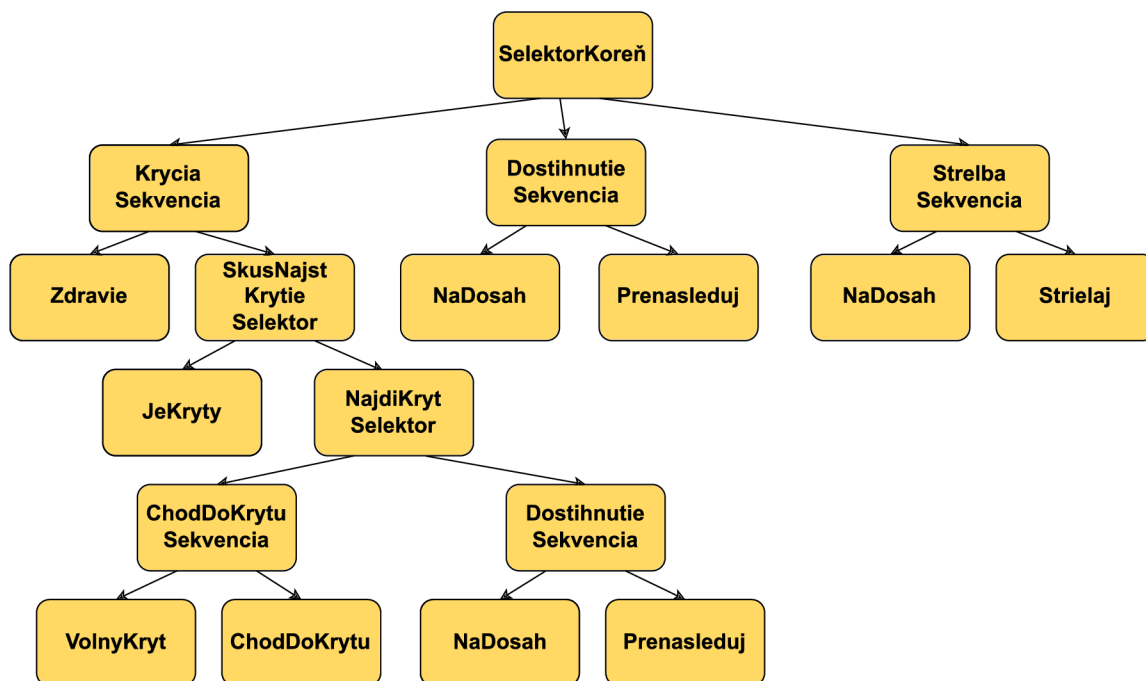 SelektorKoreň
Krycia
Sekvencia
Dostihnutie
Sekvencia
Strelba
Sekvencia
Zdravie
SkusNajst
Krytie
Selektor
NaDosah
Prenasleduj
NaDosah
Strielaj
JeKryty
NajdiKryt
Selektor
ChodDoKrytu
Sekvencia
Dostihnutie
Sekvencia
VolnyKryt
ChodDoKrytu
NaDosah
Prenasleduj